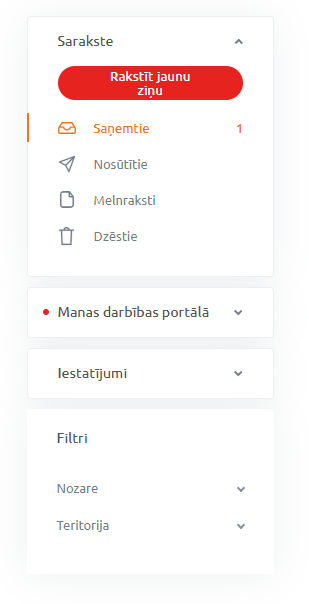 Sarakste
Rakstīt jaunu
ziņu
Saņemtie 1
Nosūtītie
Melnraksti
Dzēstie
Manas darbības portālā
Iestatījumi
Filtri
Nozare
Teritorija